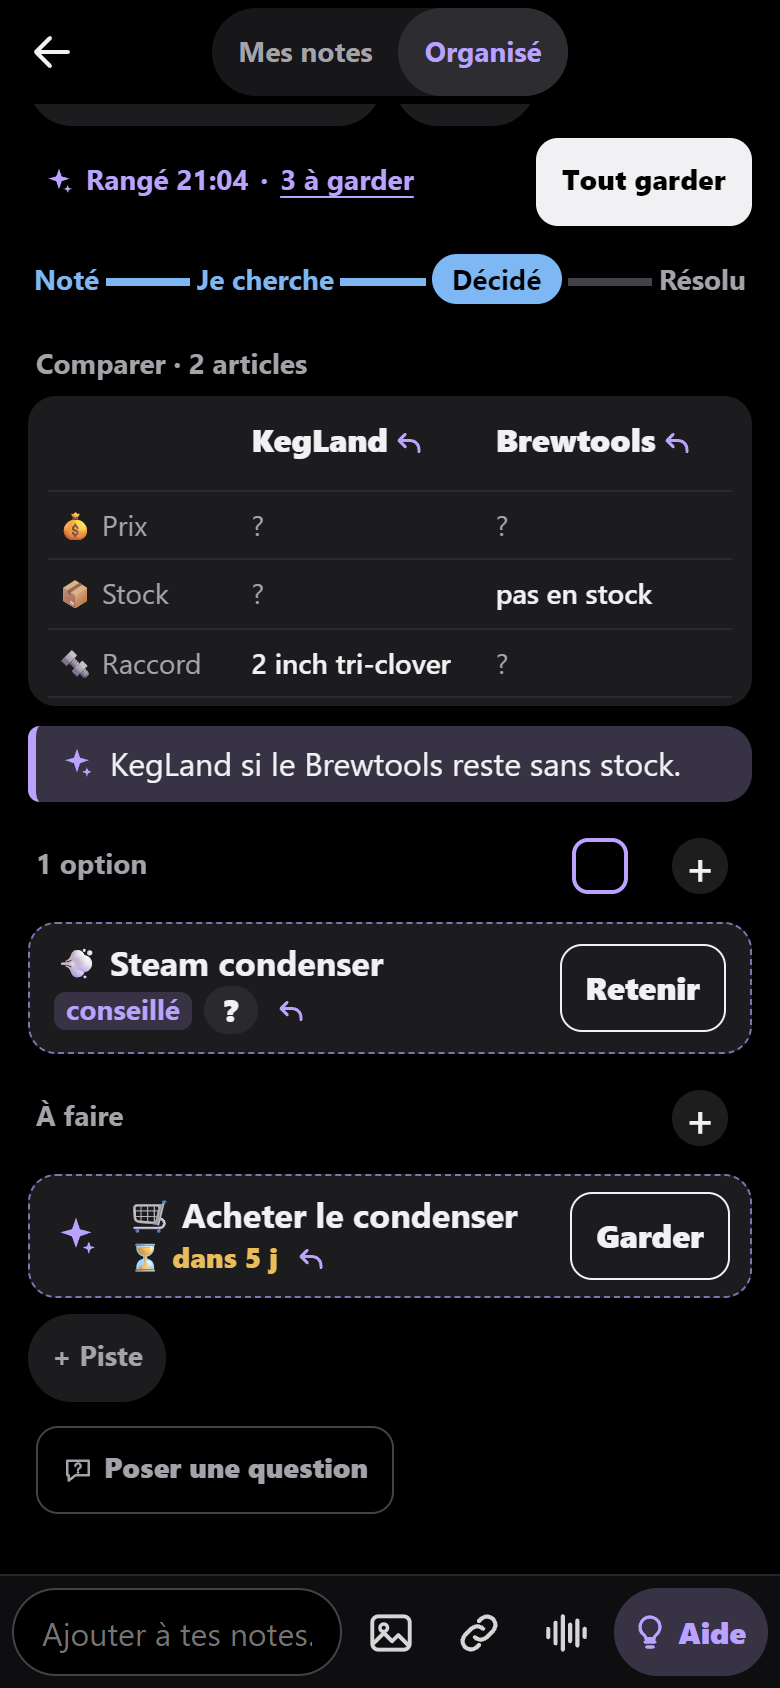 Mes notes
Organisé
Rangé 21:04 · 3 à garder
Tout garder
Noté
Je cherche
Décidé
Résolu
Comparer · 2 articles
KegLand
Brewtools
Prix
?
?
Stock
?
pas en stock
Raccord
2 inch tri-clover
?
KegLand si le Brewtools reste sans stock.
1 option
+
Steam condenser
conseillé
?
Retenir
À faire
+
Acheter le condenser
dans 5 j
Garder
+ Piste
Poser une question
Ajouter à tes notes.
Aide